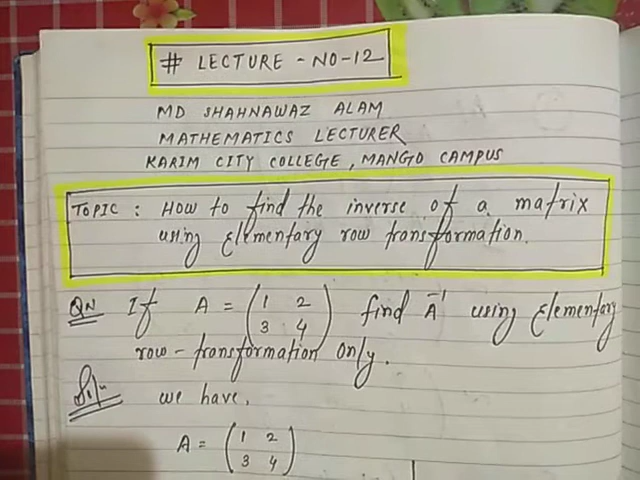 # LECTURE - NO-12
MD SHAHNAWAZ ALAM
MATHEMATICS LECTURER
KARIM CITY COLLEGE, MANGO CAMPUS
TOPIC : HOW to find the inverse of a matrix
using Elementary row transformation.
QN If A = (1 2
3 4) find A⁻¹ using Elementary
row-transformation only.
Sol:-
we have,
A = (1 2
3 4)